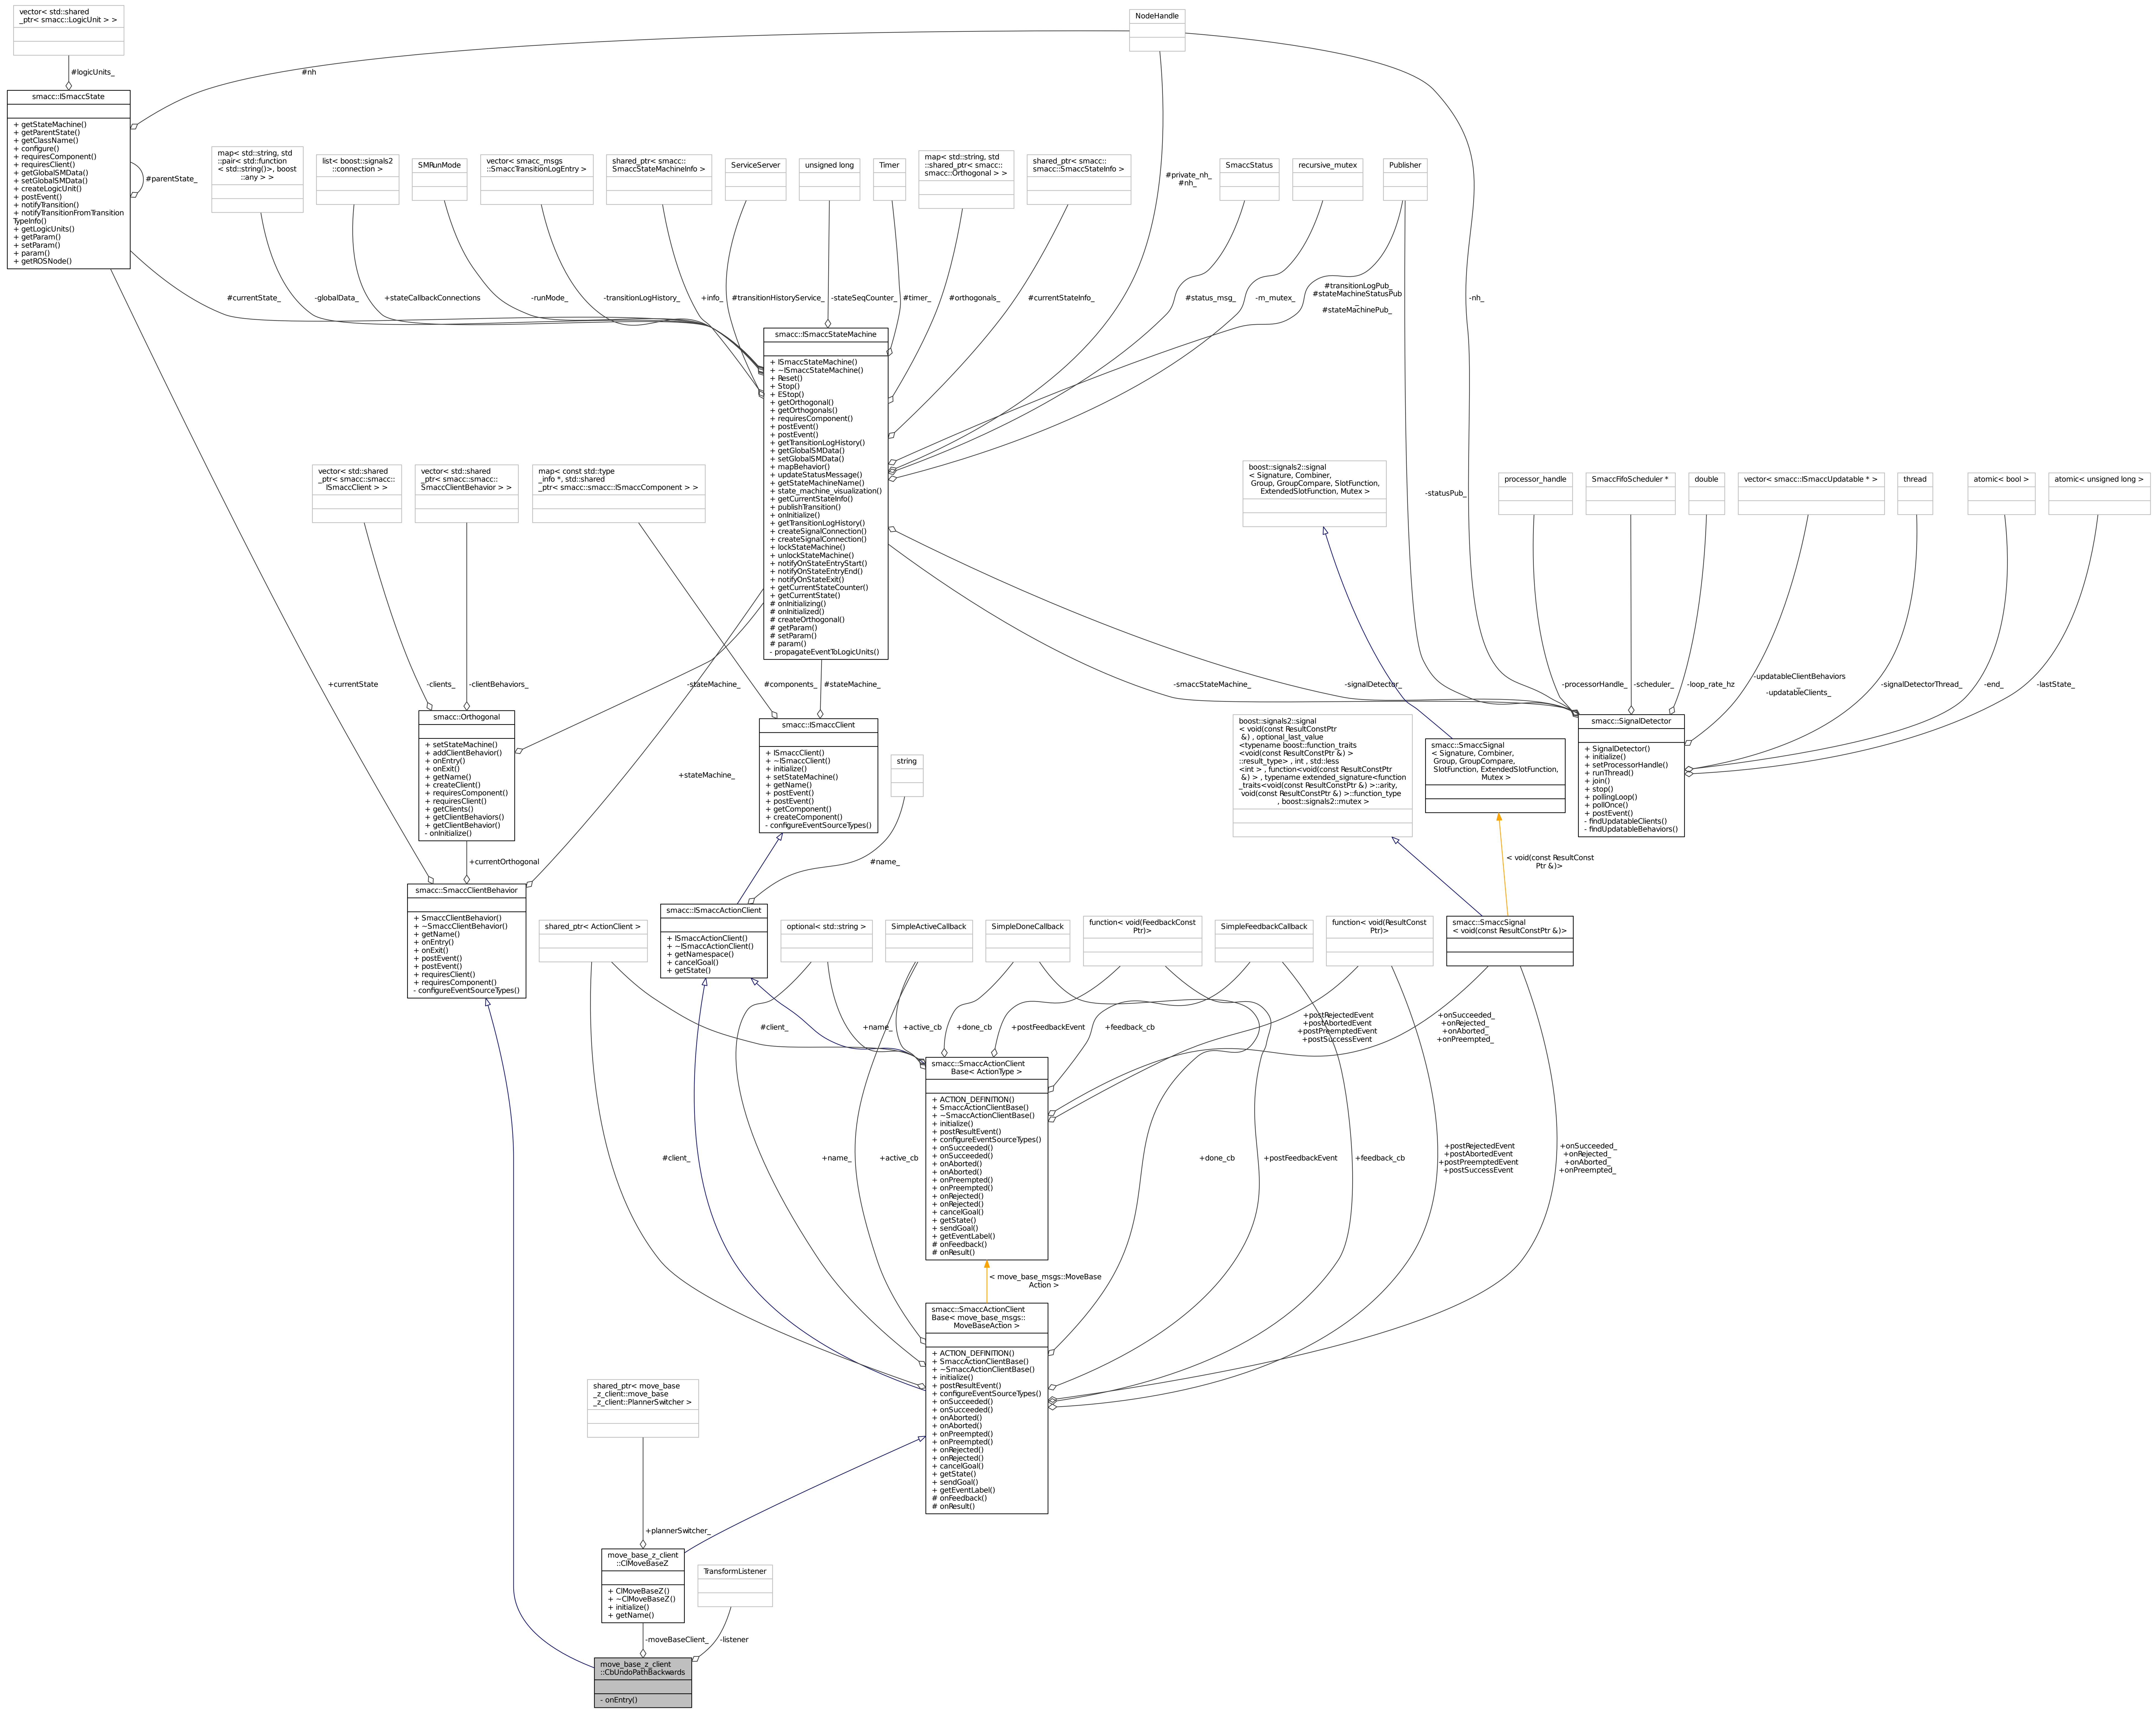 vector< std::shared
_ptr< smacc::LogicUnit > >
NodeHandle
#logicUnits_
#nh
smacc::ISmaccState
+ getStateMachine()
+ getParentState()
+ getClassName()
+ configure()
+ requiresComponent()
+ requiresClient()
+ getGlobalSMData()
+ setGlobalSMData()
+ createLogicUnit()
+ postEvent()
+ notifyTransition()
+ notifyTransitionFromTransition
TypeInfo()
+ getLogicUnits()
+ getParam()
+ setParam()
+ param()
+ getROSNode()
#parentState_
map< std::string, std
::pair< std::function
< std::string()>, boost
::any > >
list< boost::signals2
::connection >
SMRunMode
vector< smacc_msgs
::SmaccTransitionLogEntry >
shared_ptr< smacc::
SmaccStateMachineInfo >
ServiceServer
unsigned long
Timer
map< std::string, std
::shared_ptr< smacc::
smacc::Orthogonal > >
shared_ptr< smacc::
smacc::SmaccStateInfo >
#private_nh_
#nh_
SmaccStatus
recursive_mutex
Publisher
#currentState_
-globalData_
+stateCallbackConnections
-runMode_
-transitionLogHistory_
+info_
#transitionHistoryService_
-stateSeqCounter_
#timer_
#orthogonals_
#currentStateInfo_
#status_msg_
-m_mutex_
#transitionLogPub_
#stateMachineStatusPub
_
#stateMachinePub_
-nh_
smacc::ISmaccStateMachine
+ ISmaccStateMachine()
+ ~ISmaccStateMachine()
+ Reset()
+ Stop()
+ EStop()
+ getOrthogonal()
+ getOrthogonals()
+ requiresComponent()
+ postEvent()
+ postEvent()
+ getTransitionLogHistory()
+ getGlobalSMData()
+ setGlobalSMData()
+ mapBehavior()
+ updateStatusMessage()
+ getStateMachineName()
+ state_machine_visualization()
+ getCurrentStateInfo()
+ publishTransition()
+ onInitialize()
+ getTransitionLogHistory()
+ createSignalConnection()
+ createSignalConnection()
+ lockStateMachine()
+ unlockStateMachine()
+ notifyOnStateEntryStart()
+ notifyOnStateEntryEnd()
+ notifyOnStateExit()
+ getCurrentStateCounter()
+ getCurrentState()
# onInitializing()
# onInitialized()
# createOrthogonal()
# getParam()
# setParam()
# param()
- propagateEventToLogicUnits()
vector< std::shared
_ptr< smacc::smacc::
ISmaccClient > >
vector< std::shared
_ptr< smacc::smacc::
SmaccClientBehavior > >
map< const std::type
_info *, std::shared
_ptr< smacc::smacc::ISmaccComponent > >
boost::signals2::signal
< Signature, Combiner,
Group, GroupCompare, SlotFunction,
ExtendedSlotFunction, Mutex >
-statusPub_
processor_handle
SmaccFifoScheduler *
double
vector< smacc::ISmaccUpdatable * >
thread
atomic< bool >
atomic< unsigned long >
+currentState
-clients_
-clientBehaviors_
-stateMachine_
#components_
#stateMachine_
-smaccStateMachine_
-signalDetector_
-processorHandle_
-scheduler_
-loop_rate_hz
-updatableClientBehaviors
_
-updatableClients_
-signalDetectorThread_
-end_
-lastState_
smacc::Orthogonal
+ setStateMachine()
+ addClientBehavior()
+ onEntry()
+ onExit()
+ getName()
+ createClient()
+ requiresComponent()
+ requiresClient()
+ getClients()
+ getClientBehaviors()
+ getClientBehavior()
- onInitialize()
+stateMachine_
smacc::ISmaccClient
+ ISmaccClient()
+ ~ISmaccClient()
+ initialize()
+ setStateMachine()
+ getName()
+ postEvent()
+ postEvent()
+ getComponent()
+ createComponent()
- configureEventSourceTypes()
string
boost::signals2::signal
< void(const ResultConstPtr
&) , optional_last_value
<typename boost::function_traits
<void(const ResultConstPtr &) >
::result_type> , int , std::less
<int > , function<void(const ResultConstPtr
&) > , typename extended_signature<function
_traits<void(const ResultConstPtr &) >::arity,
void(const ResultConstPtr &) >::function_type
, boost::signals2::mutex >
smacc::SmaccSignal
< Signature, Combiner,
Group, GroupCompare,
SlotFunction, ExtendedSlotFunction,
Mutex >
smacc::SignalDetector
+ SignalDetector()
+ initialize()
+ setProcessorHandle()
+ runThread()
+ join()
+ stop()
+ pollingLoop()
+ pollOnce()
+ postEvent()
- findUpdatableClients()
- findUpdatableBehaviors()
+currentOrthogonal
#name_
< void(const ResultConst
Ptr &)>
smacc::SmaccClientBehavior
+ SmaccClientBehavior()
+ ~SmaccClientBehavior()
+ getName()
+ onEntry()
+ onExit()
+ postEvent()
+ postEvent()
+ requiresClient()
+ requiresComponent()
- configureEventSourceTypes()
shared_ptr< ActionClient >
smacc::ISmaccActionClient
+ ISmaccActionClient()
+ ~ISmaccActionClient()
+ getNamespace()
+ cancelGoal()
+ getState()
optional< std::string >
SimpleActiveCallback
SimpleDoneCallback
function< void(FeedbackConst
Ptr)>
SimpleFeedbackCallback
function< void(ResultConst
Ptr)>
smacc::SmaccSignal
< void(const ResultConstPtr &)>
#client_
+name_
+active_cb
+done_cb
+postFeedbackEvent
+feedback_cb
+postRejectedEvent
+postAbortedEvent
+postPreemptedEvent
+postSuccessEvent
+onSucceeded_
+onRejected_
+onAborted_
+onPreempted_
smacc::SmaccActionClient
Base< ActionType >
+ ACTION_DEFINITION()
+ SmaccActionClientBase()
+ ~SmaccActionClientBase()
+ initialize()
+ postResultEvent()
+ configureEventSourceTypes()
+ onSucceeded()
+ onSucceeded()
+ onAborted()
+ onAborted()
+ onPreempted()
+ onPreempted()
+ onRejected()
+ onRejected()
+ cancelGoal()
+ getState()
+ sendGoal()
+ getEventLabel()
# onFeedback()
# onResult()
#client_
+name_
+active_cb
+done_cb
+postFeedbackEvent
+feedback_cb
+postRejectedEvent
+postAbortedEvent
+postPreemptedEvent
+postSuccessEvent
+onSucceeded_
+onRejected_
+onAborted_
+onPreempted_
< move_base_msgs::MoveBase
Action >
smacc::SmaccActionClient
Base< move_base_msgs::
MoveBaseAction >
+ ACTION_DEFINITION()
+ SmaccActionClientBase()
+ ~SmaccActionClientBase()
+ initialize()
+ postResultEvent()
+ configureEventSourceTypes()
+ onSucceeded()
+ onSucceeded()
+ onAborted()
+ onAborted()
+ onPreempted()
+ onPreempted()
+ onRejected()
+ onRejected()
+ cancelGoal()
+ getState()
+ sendGoal()
+ getEventLabel()
# onFeedback()
# onResult()
shared_ptr< move_base
_z_client::move_base
_z_client::PlannerSwitcher >
+plannerSwitcher_
move_base_z_client
::ClMoveBaseZ
+ ClMoveBaseZ()
+ ~ClMoveBaseZ()
+ initialize()
+ getName()
TransformListener
-moveBaseClient_
-listener
move_base_z_client
::CbUndoPathBackwards
- onEntry()